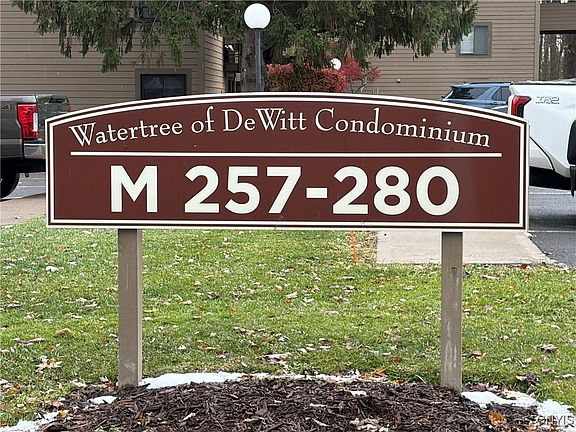 Watertree of DeWitt Condominium
M 257-280